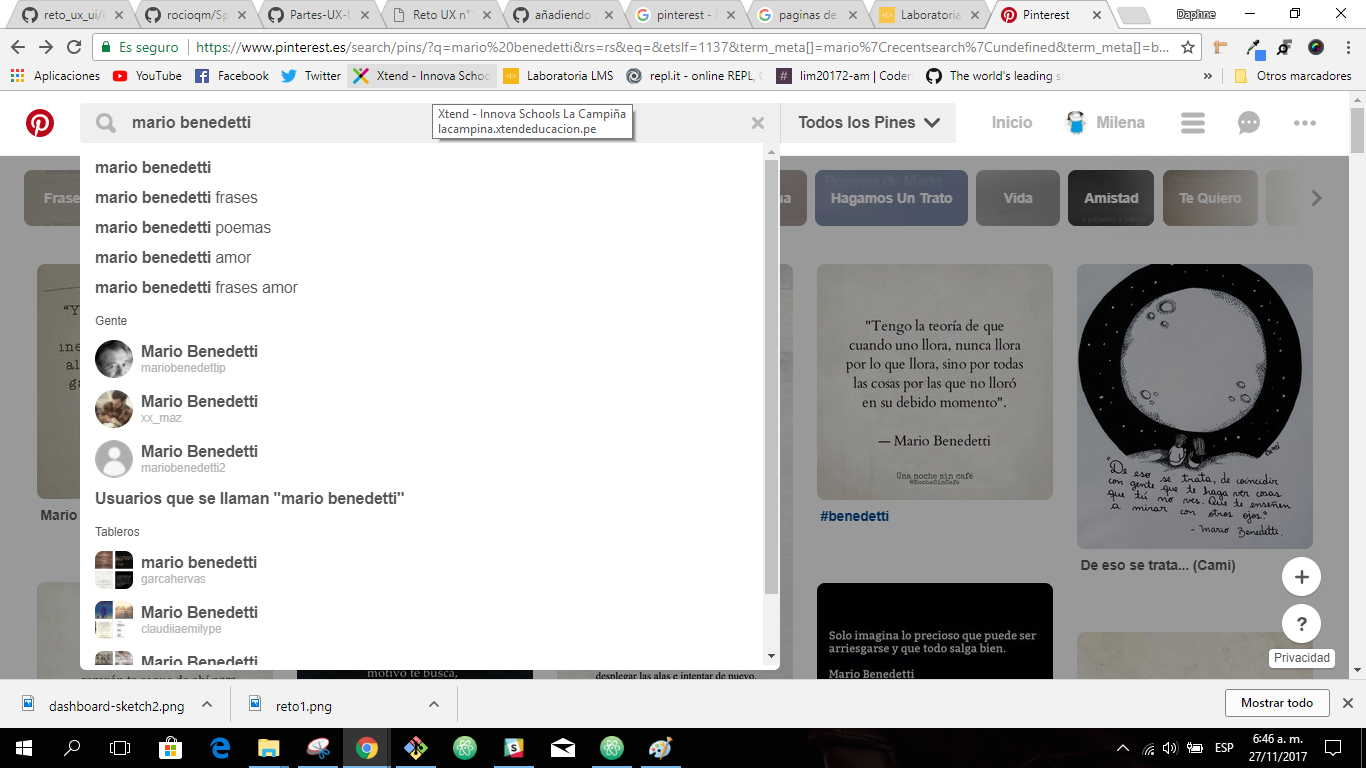 reto_ux_ui/
rocioqm/Sp
Partes-UX-U
Reto UX n°
añadiendo
pinterest -
paginas de
Laboratoria
Pinterest
Daphne
Es seguro
https://www.pinterest.es/search/pins/?q=mario%20benedetti&rs=rs&eq=&etslf=1137&term_meta[]=mario%7Crecentsearch%7Cundefined&term_meta[]=b...
Aplicaciones
YouTube
Facebook
Twitter
Xtend - Innova Schoo
Laboratoria LMS
repl.it - online REPL, C
lim20172-am | Coder
The world's leading s
»
Otros marcadores
Xtend - Innova Schools La Campiña
lacampina.xtendeducacion.pe
mario benedetti
Todos los Pines
Inicio
Milena
mario benedetti
mario benedetti frases
mario benedetti poemas
mario benedetti amor
mario benedetti frases amor
Gente
Mario Benedetti
mariobenedettip
Mario Benedetti
xx_maz
Mario Benedetti
mariobenedetti2
Usuarios que se llaman "mario benedetti"
Tableros
mario benedetti
garcahervas
Mario Benedetti
claudiiaemilype
Mario Benedetti
Frase
ua
Hagamos Un Trato
Vida
Amistad
Te Quiero
"Tengo la teoría de que
cuando uno llora, nunca llora
por lo que llora, sino por todas
las cosas por las que no lloró
en su debido momento".
— Mario Benedetti
Una noche sin café
@NocheSinCafe
#benedetti
"De eso se trata, de coincidir
con gente que te haga ver cosas
que tú no ves. Que te enseñen
a mirar con otros ojos."
- Mario Benedetti.
De eso se trata... (Cami)
Mario
Solo imagina lo precioso que puede ser
arriesgarse y que todo salga bien.
Mario Benedetti
motivo te busca,
desplegar las alas e intentar de nuevo,
+
?
Privacidad
dashboard-sketch2.png
reto1.png
Mostrar todo
ESP
6:46 a. m.
27/11/2017